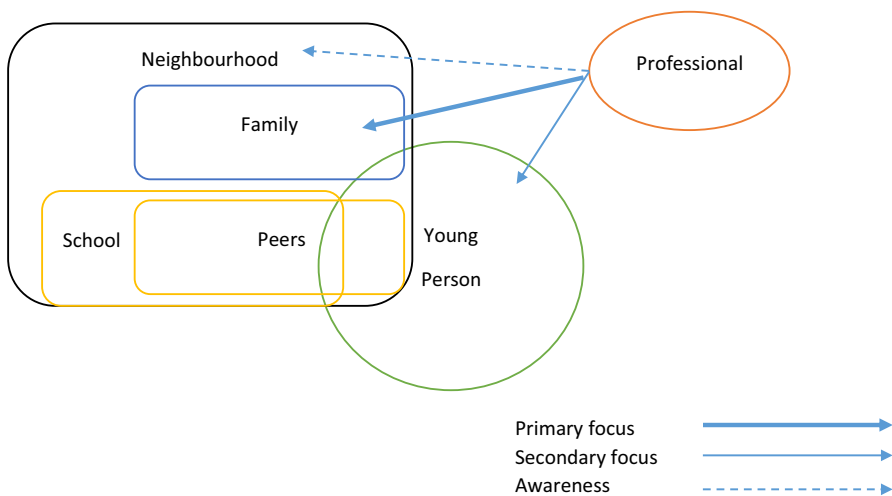 Neighbourhood
Professional
Family
School
Peers
Young
Person
Primary focus
Secondary focus
Awareness